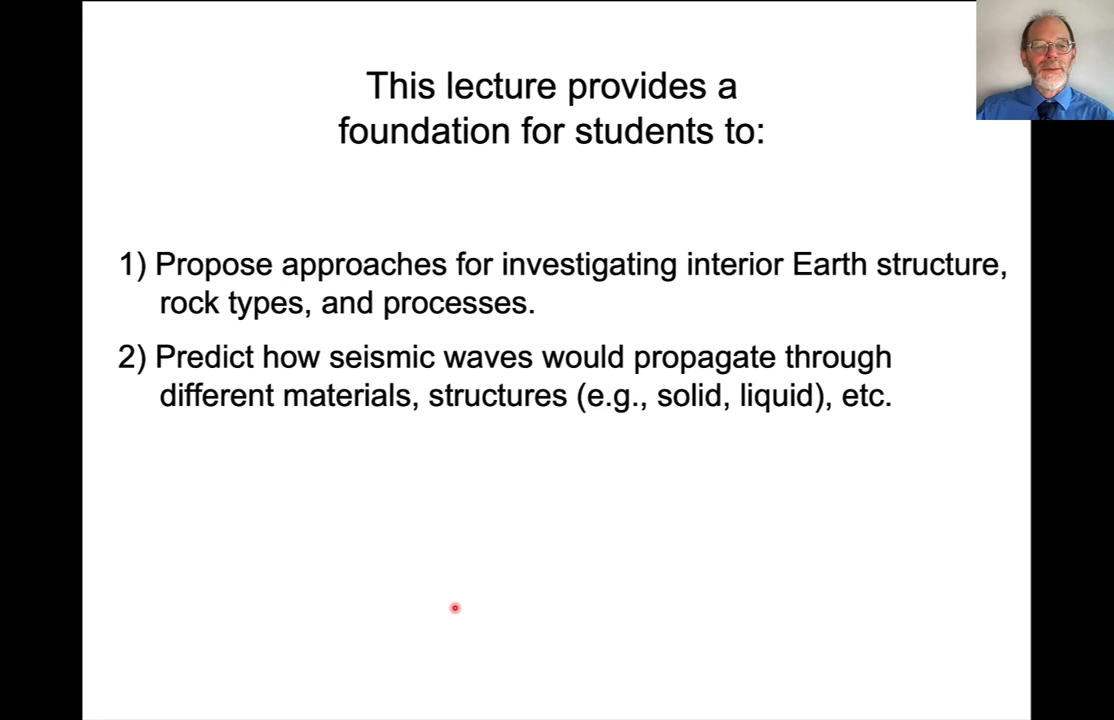 This lecture provides a
foundation for students to:
1) Propose approaches for investigating interior Earth structure,
rock types, and processes.
2) Predict how seismic waves would propagate through
different materials, structures (e.g., solid, liquid), etc.